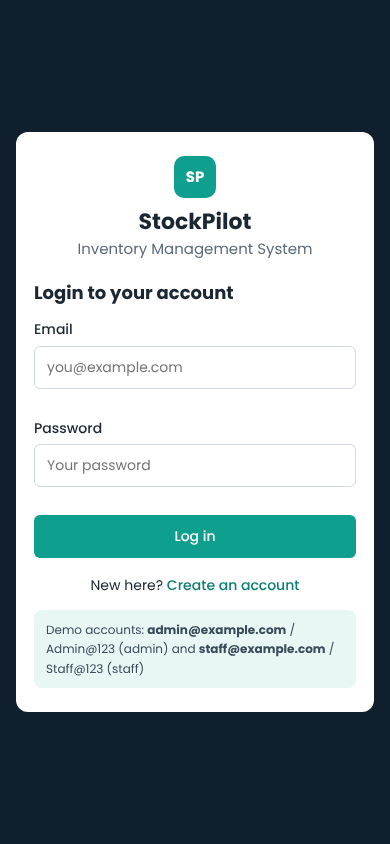 SP
StockPilot
Inventory Management System
Login to your account
Email
you@example.com
Password
Your password
Log in
New here? Create an account
Demo accounts: admin@example.com /
Admin@123 (admin) and staff@example.com /
Staff@123 (staff)